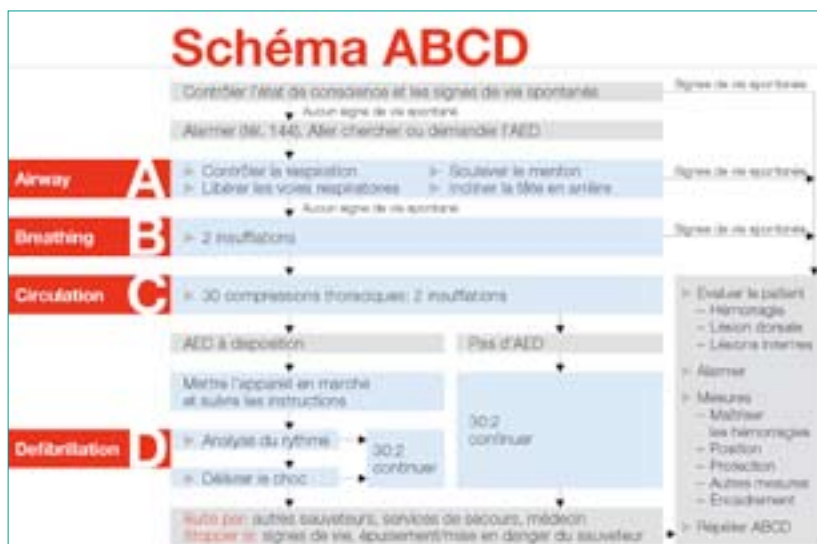 Schéma ABCD
Contrôler l'état de conscience et les signes de vie spontanés
Signes de vie spontanés
Aucun signe de vie spontané
Alarmer (tél. 144). Aller chercher ou demander l'AED
Airway A
Contrôler la respiration
Libérer les voies respiratoires
Soulever le menton
Incliner la tête en arrière
Signes de vie spontanés
Aucun signe de vie spontané
Breathing B
2 insufflations
Signes de vie spontanés
Circulation C
30 compressions thoraciques: 2 insufflations
AED à disposition
Pas d'AED
Mettre l'appareil en marche
et suivre les instructions
30:2
continuer
Defibrillation D
Analyse du rythme
Délivrer le choc
30:2
continuer
par: autres sauveteurs, services de secours, médecin
Stopper si: signes de vie, épuisement/mise en danger du sauveteur
Evaluer le patient
– Hémorragie
– Lésion dorsale
– Lésions internes
Alarmer
Mesures
– Maîtriser
les hémorragies
– Position
– Protection
– Autres mesures
– Encadrement
Répéter ABCD